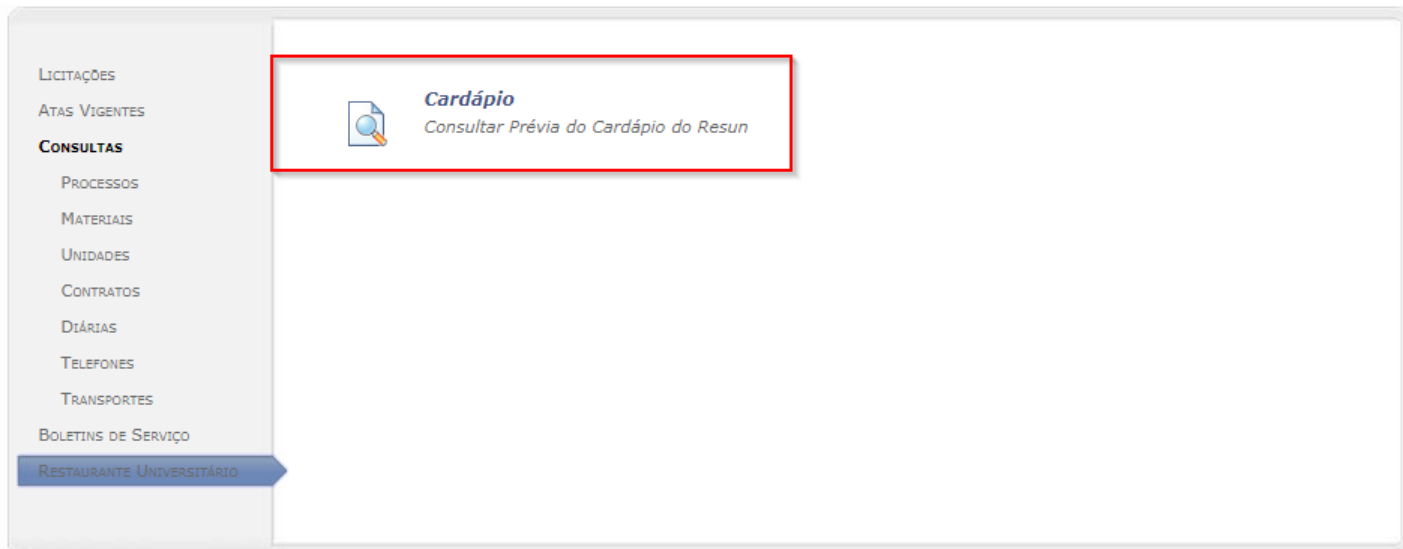 Licitações
Atas Vigentes
Consultas
Processos
Materiais
Unidades
Contratos
Diárias
Telefones
Transportes
Boletins de Serviço
Restaurante Universitário
Cardápio
Consultar Prévia do Cardápio do Resun